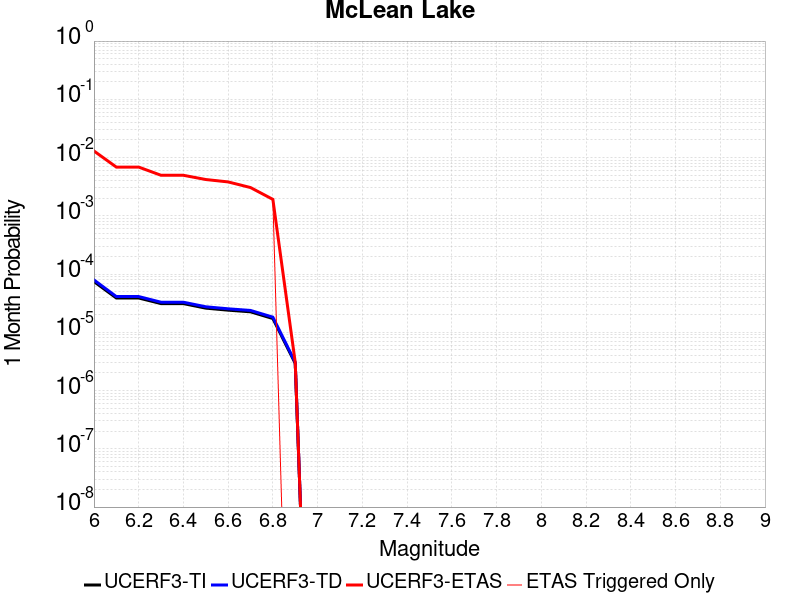 McLean Lake
10^0
10^-1
10^-2
10^-3
10^-4
10^-5
10^-6
10^-7
10^-8
1 Month Probability
6 6.2 6.4 6.6 6.8 7 7.2 7.4 7.6 7.8 8 8.2 8.4 8.6 8.8 9
Magnitude
UCERF3-TI UCERF3-TD UCERF3-ETAS ETAS Triggered Only